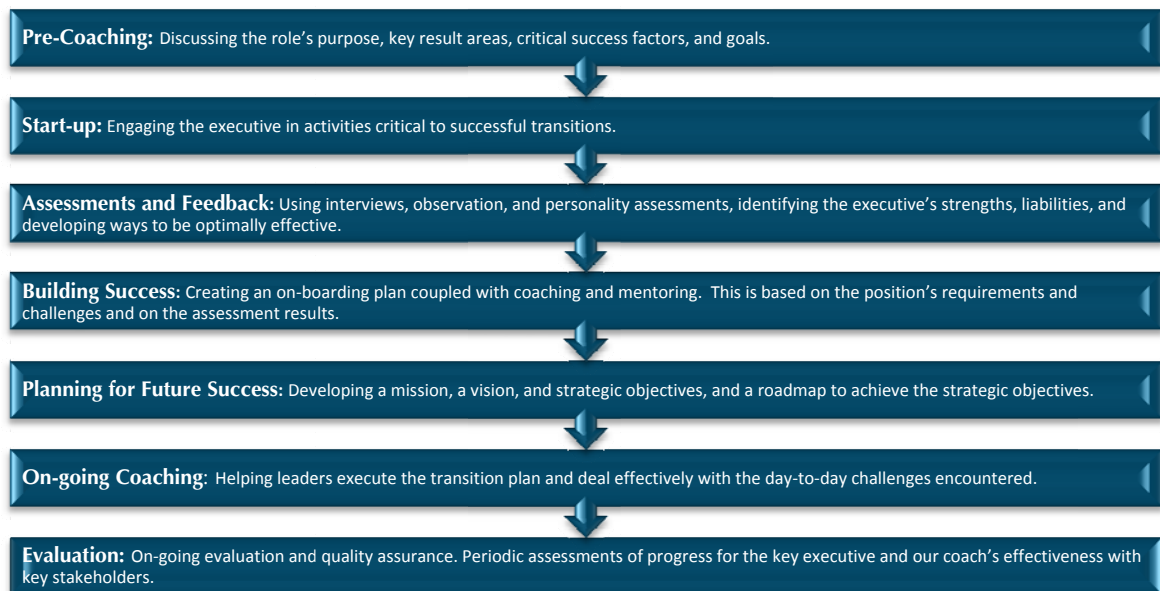 Pre-Coaching: Discussing the role’s purpose, key result areas, critical success factors, and goals.
Start-up: Engaging the executive in activities critical to successful transitions.
Assessments and Feedback: Using interviews, observation, and personality assessments, identifying the executive’s strengths, liabilities, and
developing ways to be optimally effective.
Building Success: Creating an on-boarding plan coupled with coaching and mentoring.  This is based on the position’s requirements and
challenges and on the assessment results.
Planning for Future Success: Developing a mission, a vision, and strategic objectives, and a roadmap to achieve the strategic objectives.
On-going Coaching: Helping leaders execute the transition plan and deal effectively with the day-to-day challenges encountered.
Evaluation: On-going evaluation and quality assurance. Periodic assessments of progress for the key executive and our coach’s effectiveness with
key stakeholders.